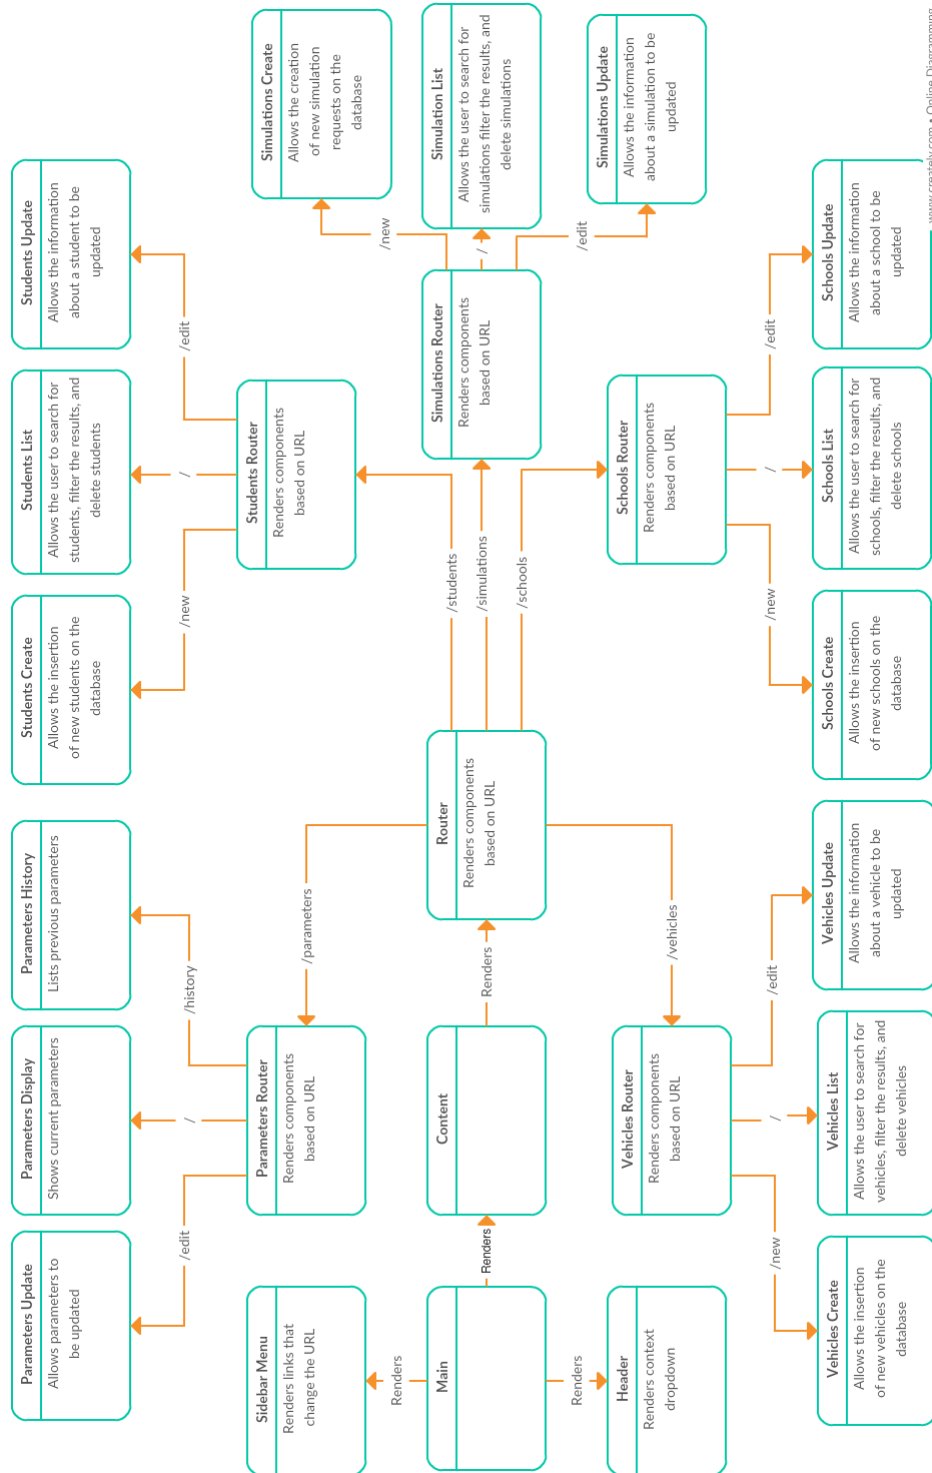 Parameters Update
Allows parameters to
be updated
Parameters Display
Shows current parameters
Parameters History
Lists previous parameters
Students Create
Allows the insertion
of new students on the
database
Students List
Allows the user to search for
students, filter the results, and
delete students
Students Update
Allows the information
about a student to be
updated
/edit
/
/history
/new
/
/edit
Sidebar Menu
Renders links that
change the URL
Parameters Router
Renders components
based on URL
/parameters
Students Router
Renders components
based on URL
Simulations Create
Allows the creation
of new simulation
requests on the
database
Renders
/new
Main
Renders
Content
Renders
Router
Renders components
based on URL
/students
/simulations
/schools
Simulations Router
Renders components
based on URL
/
Simulation List
Allows the user to search for
simulations filter the results, and
delete simulations
Renders
/edit
Header
Renders context
dropdown
Vehicles Router
Renders components
based on URL
/vehicles
Schools Router
Renders components
based on URL
Simulations Update
Allows the information
about a simulation to be
updated
/new
/
/edit
/new
/
/edit
Vehicles Create
Allows the insertion
of new vehicles on the
database
Vehicles List
Allows the user to search for
vehicles, filter the results, and
delete vehicles
Vehicles Update
Allows the information
about a vehicle to be
updated
Schools Create
Allows the insertion
of new schools on the
database
Schools List
Allows the user to search for
schools, filter the results, and
delete schools
Schools Update
Allows the information
about a school to be
updated
www.creately.com • Online Diagramming